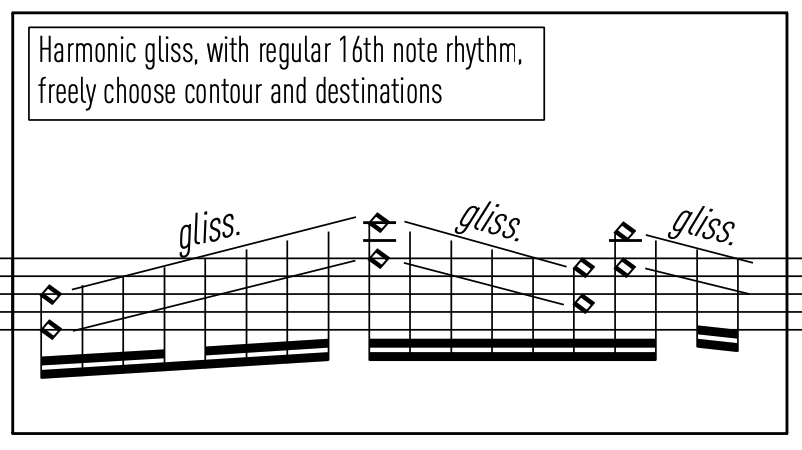 Harmonic gliss, with regular 16th note rhythm,
freely choose contour and destinations
gliss.
gliss.
gliss.